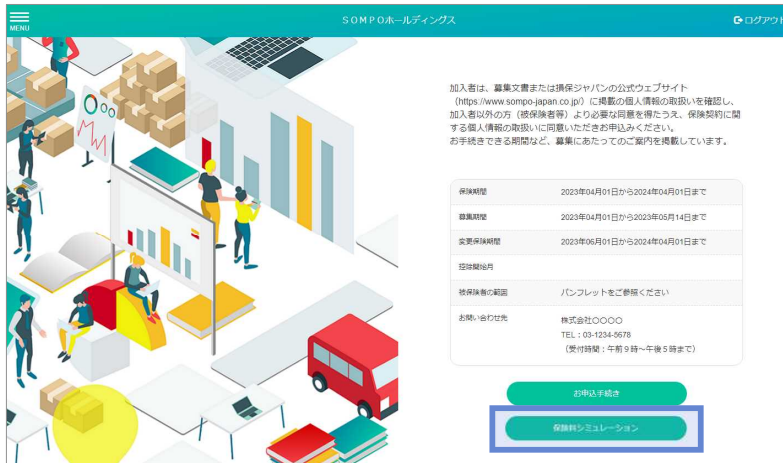 MENU
SOMPOホールディングス
ログアウト
加入者は、募集文書または損保ジャパンの公式ウェブサイト
（https://www.sompo-japan.co.jp/）に掲載の個人情報の取扱いを確認し、
加入者以外の方（被保険者等）より必要な同意を得たうえ、保険契約に関
する個人情報の取扱いに同意いただきお申込みください。
お手続きできる期間など、募集にあたってのご案内を掲載しています。
保険期間 2023年04月01日から2024年04月01日まで
募集期間 2023年04月01日から2023年05月14日まで
変更保険期間 2023年06月01日から2024年04月01日まで
控除開始月
被保険者の範囲 パンフレットをご参照ください
お問い合わせ先 株式会社〇〇〇〇
TEL：03-1234-5678
（受付時間：午前９時～午後５時まで）
お申込手続き
保険料シミュレーション